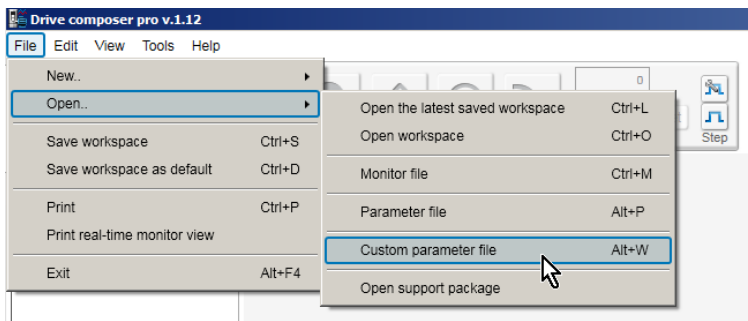 Drive composer pro v.1.12
File Edit View Tools Help
New..
Open..
Save workspace Ctrl+S
Save workspace as default Ctrl+D
Print Ctrl+P
Print real-time monitor view
Exit Alt+F4
0
Step
Open the latest saved workspace Ctrl+L
Open workspace Ctrl+O
Monitor file Ctrl+M
Parameter file Alt+P
Custom parameter file Alt+W
Open support package